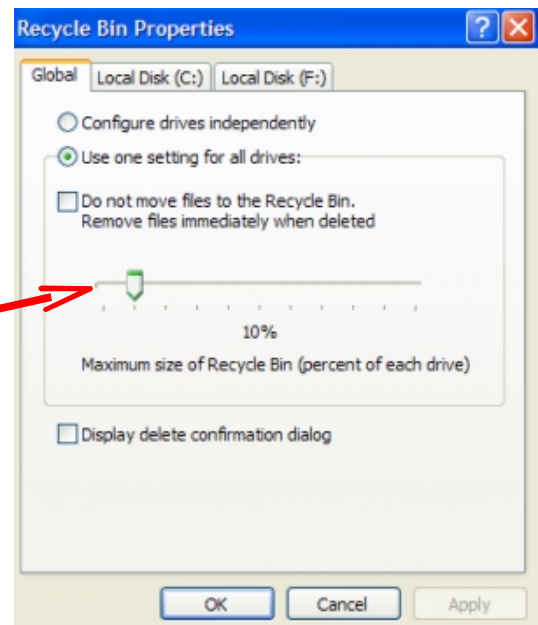 Recycle Bin Properties
Global Local Disk (C:) Local Disk (F:)
Configure drives independently
Use one setting for all drives:
Do not move files to the Recycle Bin.
Remove files immediately when deleted
10%
Maximum size of Recycle Bin (percent of each drive)
Display delete confirmation dialog
OK Cancel Apply